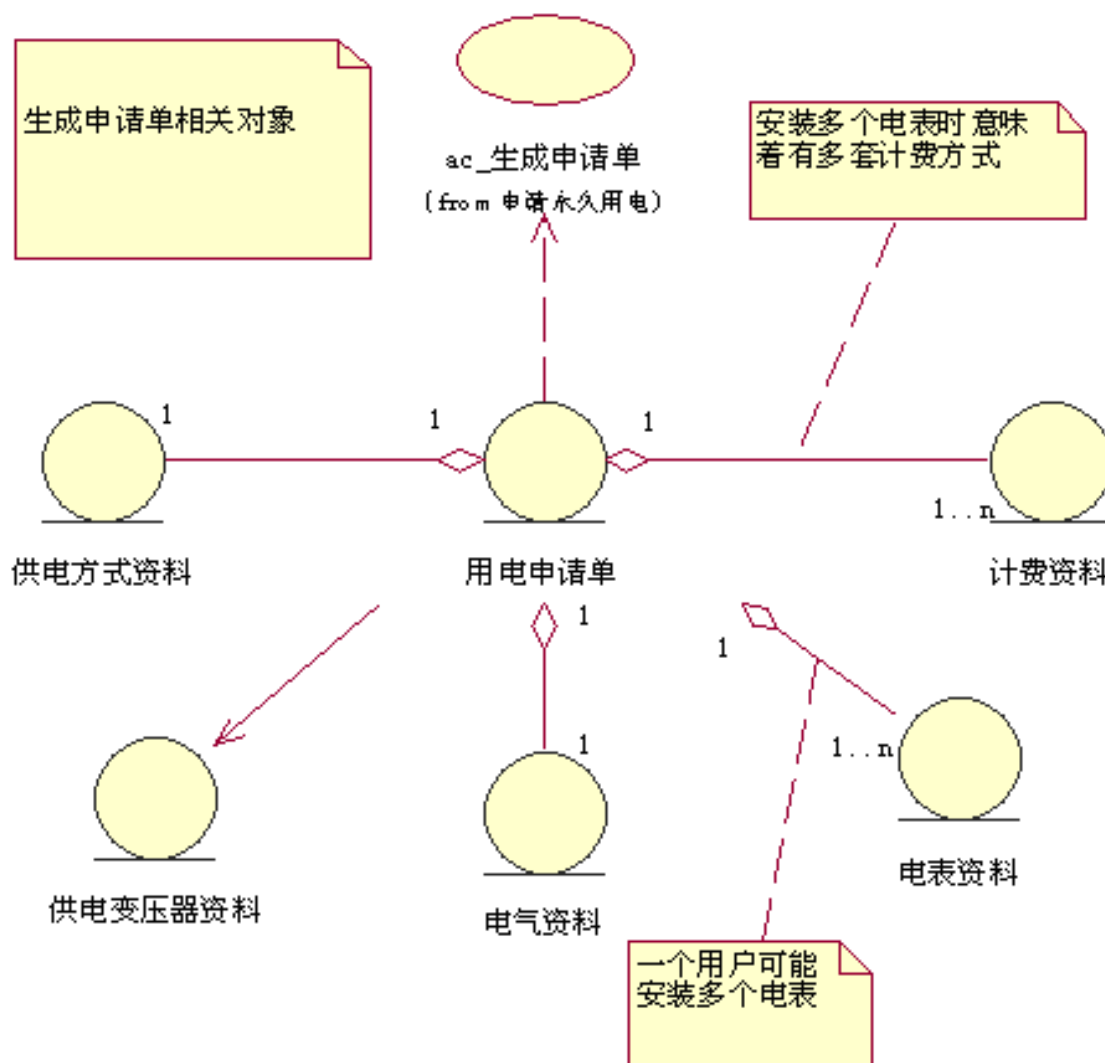 生成申请单相关对象
ac_生成申请单
(from 申请永久用电)
安装多个电表时意味
着有多套计费方式
1
1
1
1..n
供电方式资料
用电申请单
计费资料
1
1
1
1..n
供电变压器资料
电气资料
电表资料
一个用户可能
安装多个电表